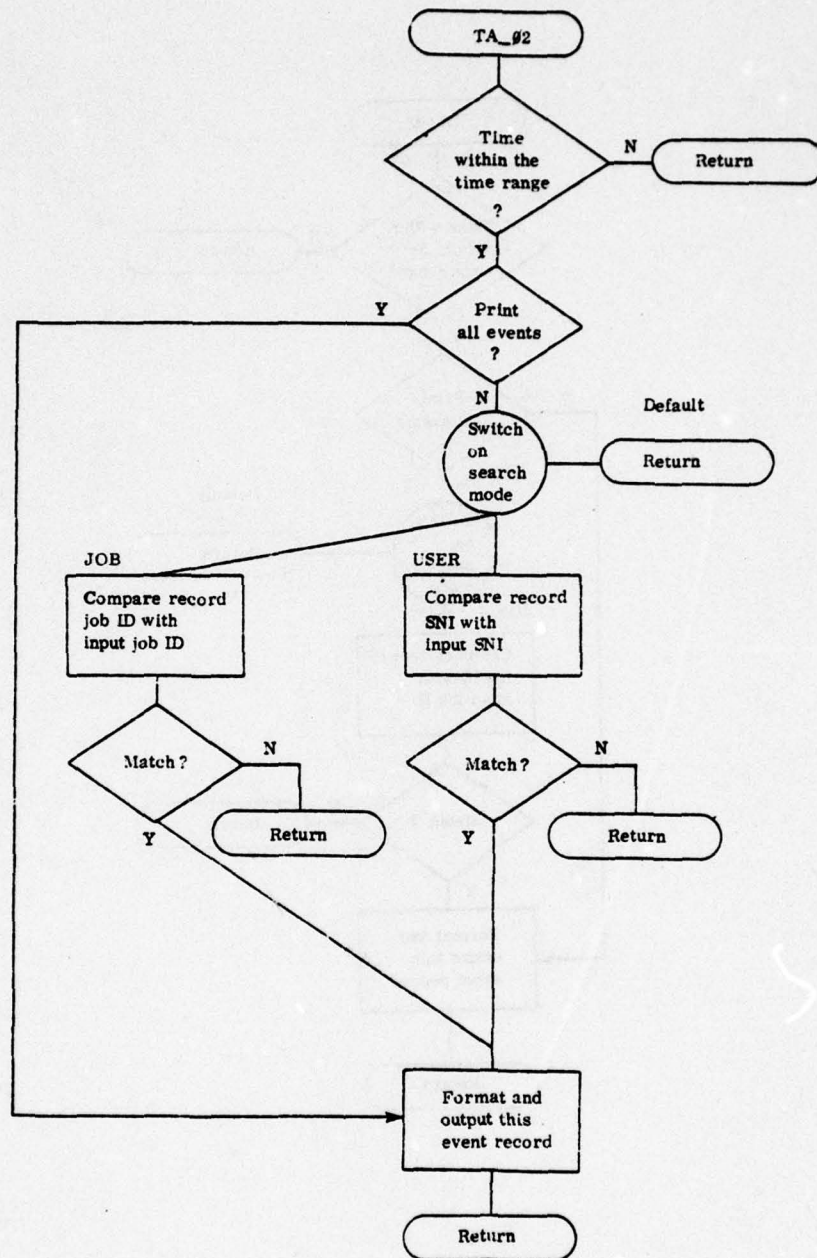 TA_02
Time
within the
time range
?
N
Return
Y
Y
Print
all events
?
N
Default
Switch
on
search
mode
Return
JOB
USER
Compare record
job ID with
input job ID
Compare record
SNI with
input SNI
Match?
N
Match?
N
Y
Return
Y
Return
Format and
output this
event record
Return